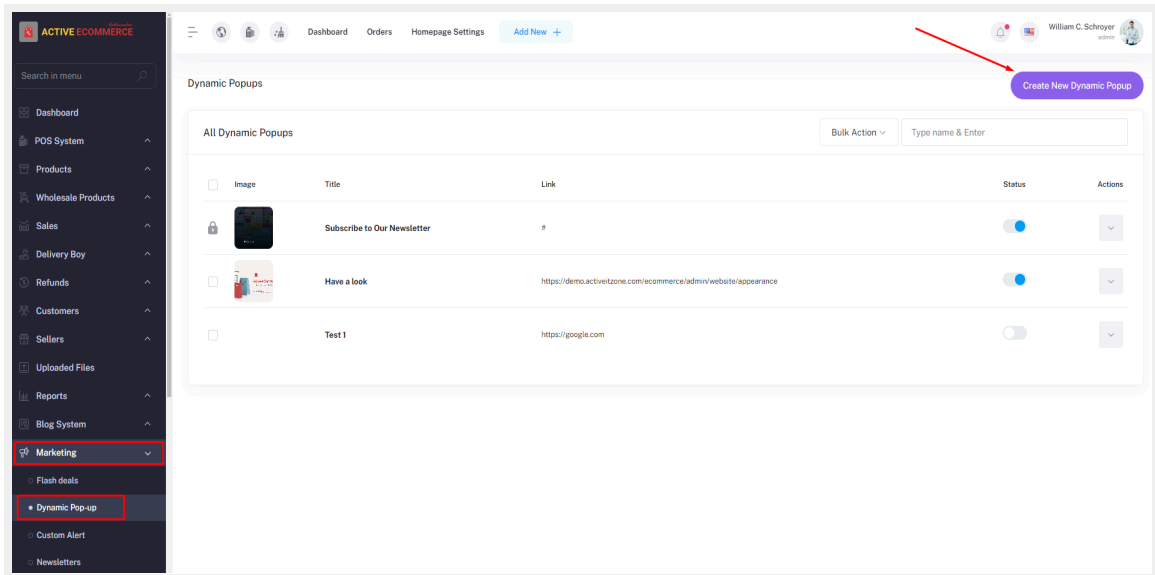 ACTIVE ECOMMERCE
Dashboard Orders Homepage Settings Add New +
William C. Schroyer
admin
Search in menu
Dashboard
POS System
Products
Wholesale Products
Sales
Delivery Boy
Refunds
Customers
Sellers
Uploaded Files
Reports
Blog System
Marketing
Flash deals
Dynamic Pop-up
Custom Alert
Newsletters
Dynamic Popups
Create New Dynamic Popup
All Dynamic Popups
Bulk Action
Type name & Enter
Image Title Link Status Actions
Subscribe to Our Newsletter #
Have a look https://demo.activeitzone.com/ecommerce/admin/website/appearance
Test 1 https://google.com